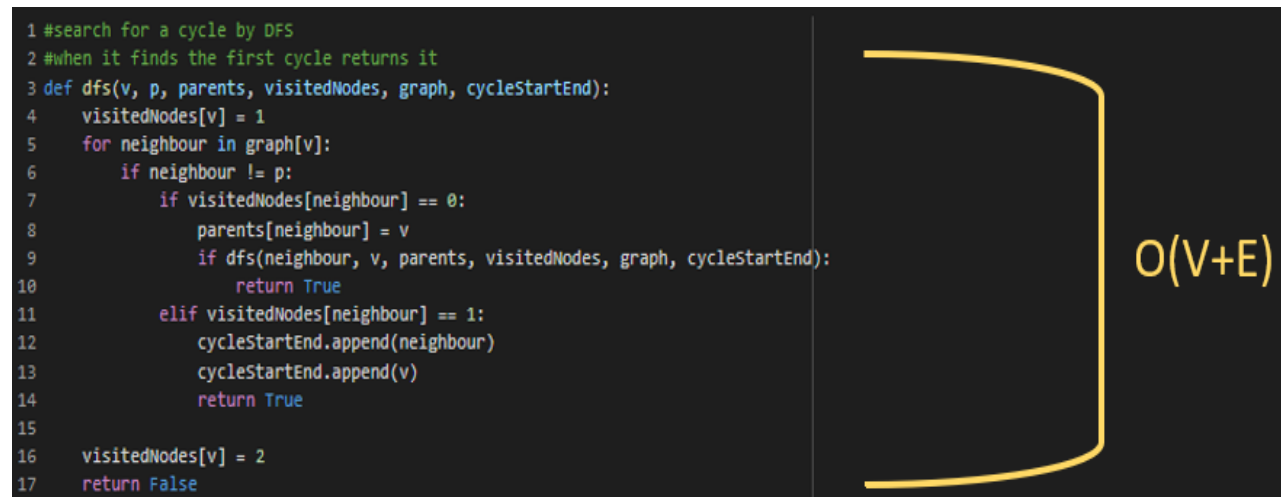 1 #search for a cycle by DFS
2 #when it finds the first cycle returns it
3 def dfs(v, p, parents, visitedNodes, graph, cycleStartEnd):
4     visitedNodes[v] = 1
5     for neighbour in graph[v]:
6         if neighbour != p:
7             if visitedNodes[neighbour] == 0:
8                 parents[neighbour] = v
9                 if dfs(neighbour, v, parents, visitedNodes, graph, cycleStartEnd):
10                     return True
11             elif visitedNodes[neighbour] == 1:
12                 cycleStartEnd.append(neighbour)
13                 cycleStartEnd.append(v)
14                 return True
15
16     visitedNodes[v] = 2
17     return False
O(V+E)